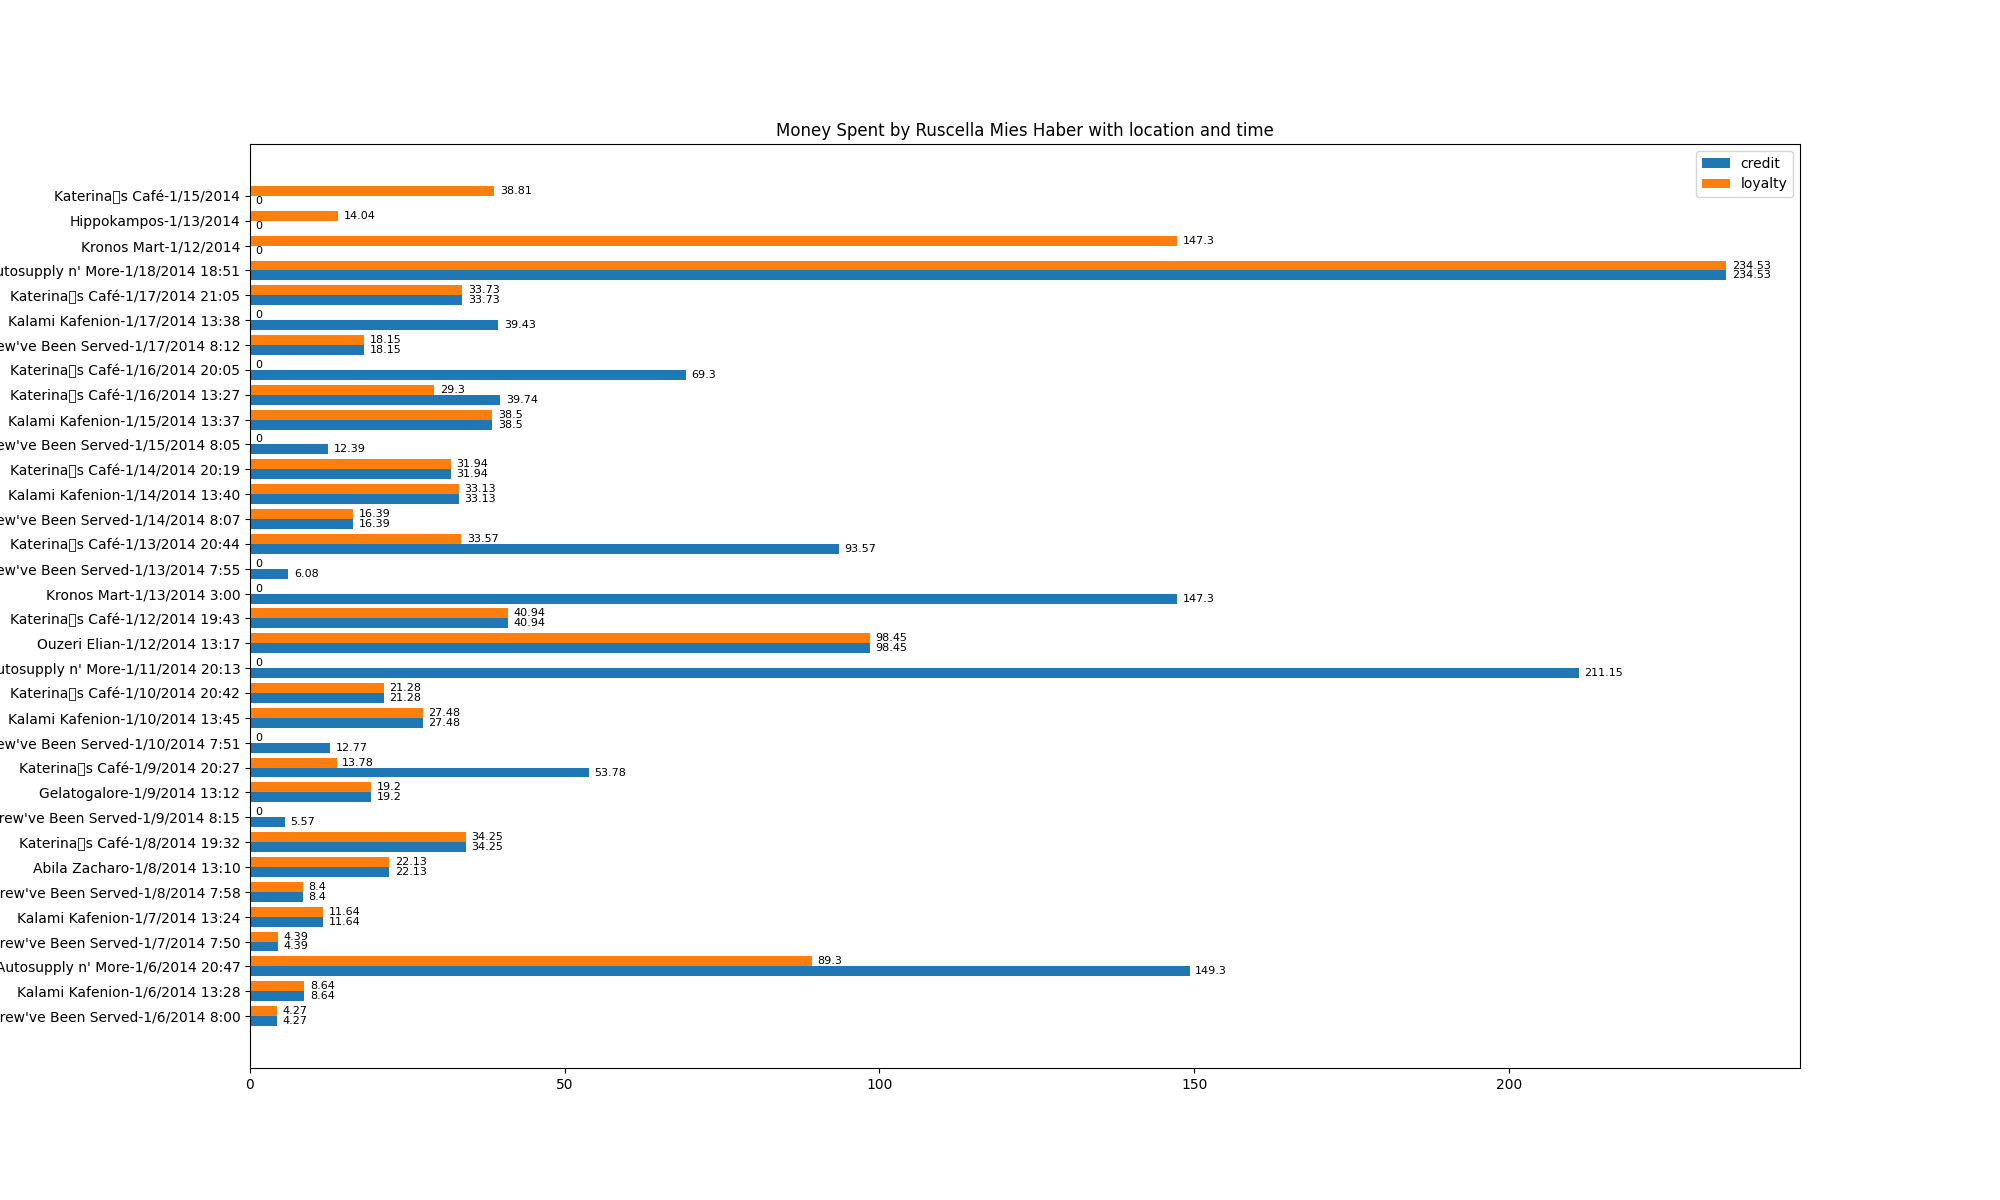 Money Spent by Ruscella Mies Haber with location and time
credit
loyalty
Katerina▯s Café-1/15/2014 38.81 0
Hippokampos-1/13/2014 14.04 0
Kronos Mart-1/12/2014 147.3 0
utosupply n' More-1/18/2014 18:51 234.53 234.53
Katerina▯s Café-1/17/2014 21:05 33.73 33.73
Kalami Kafenion-1/17/2014 13:38 0 39.43
ew've Been Served-1/17/2014 8:12 18.15 18.15
Katerina▯s Café-1/16/2014 20:05 0 69.3
Katerina▯s Café-1/16/2014 13:27 29.3 39.74
Kalami Kafenion-1/15/2014 13:37 38.5 38.5
ew've Been Served-1/15/2014 8:05 0 12.39
Katerina▯s Café-1/14/2014 20:19 31.94 31.94
Kalami Kafenion-1/14/2014 13:40 33.13 33.13
ew've Been Served-1/14/2014 8:07 16.39 16.39
Katerina▯s Café-1/13/2014 20:44 33.57 93.57
ew've Been Served-1/13/2014 7:55 0 6.08
Kronos Mart-1/13/2014 3:00 0 147.3
Katerina▯s Café-1/12/2014 19:43 40.94 40.94
Ouzeri Elian-1/12/2014 13:17 98.45 98.45
utosupply n' More-1/11/2014 20:13 0 211.15
Katerina▯s Café-1/10/2014 20:42 21.28 21.28
Kalami Kafenion-1/10/2014 13:45 27.48 27.48
ew've Been Served-1/10/2014 7:51 0 12.77
Katerina▯s Café-1/9/2014 20:27 13.78 53.78
Gelatogalore-1/9/2014 13:12 19.2 19.2
rew've Been Served-1/9/2014 8:15 0 5.57
Katerina▯s Café-1/8/2014 19:32 34.25 34.25
Abila Zacharo-1/8/2014 13:10 22.13 22.13
rew've Been Served-1/8/2014 7:58 8.4 8.4
Kalami Kafenion-1/7/2014 13:24 11.64 11.64
rew've Been Served-1/7/2014 7:50 4.39 4.39
Autosupply n' More-1/6/2014 20:47 89.3 149.3
Kalami Kafenion-1/6/2014 13:28 8.64 8.64
rew've Been Served-1/6/2014 8:00 4.27 4.27
0 50 100 150 200